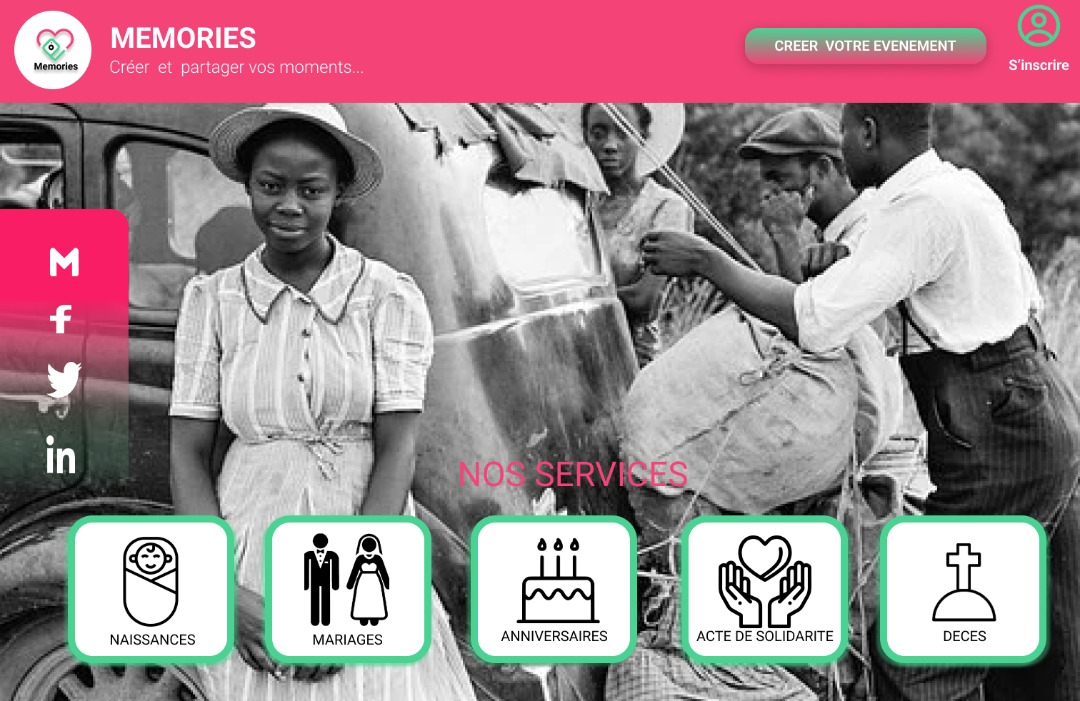 MEMORIES
Créer et partager vos moments...
Memories
CREER VOTRE EVENEMENT
S'inscrire
NOS SERVICES
NAISSANCES
MARIAGES
ANNIVERSAIRES
ACTE DE SOLIDARITE
DECES